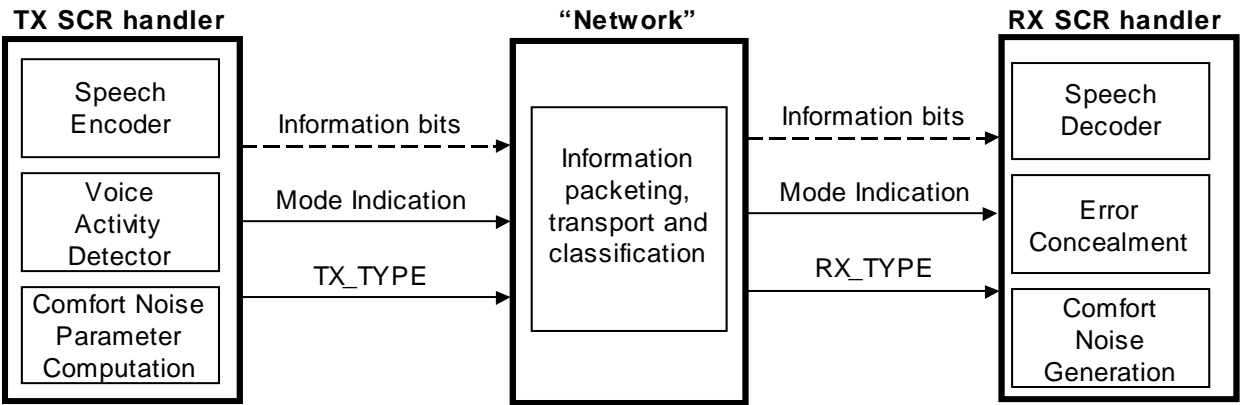 TX SCR handler
Speech
Encoder
Voice
Activity
Detector
Comfort Noise
Parameter
Computation
Information bits
Mode Indication
TX_TYPE
“Network”
Information
packeting,
transport and
classification
Information bits
Mode Indication
RX_TYPE
RX SCR handler
Speech
Decoder
Error
Concealment
Comfort
Noise
Generation